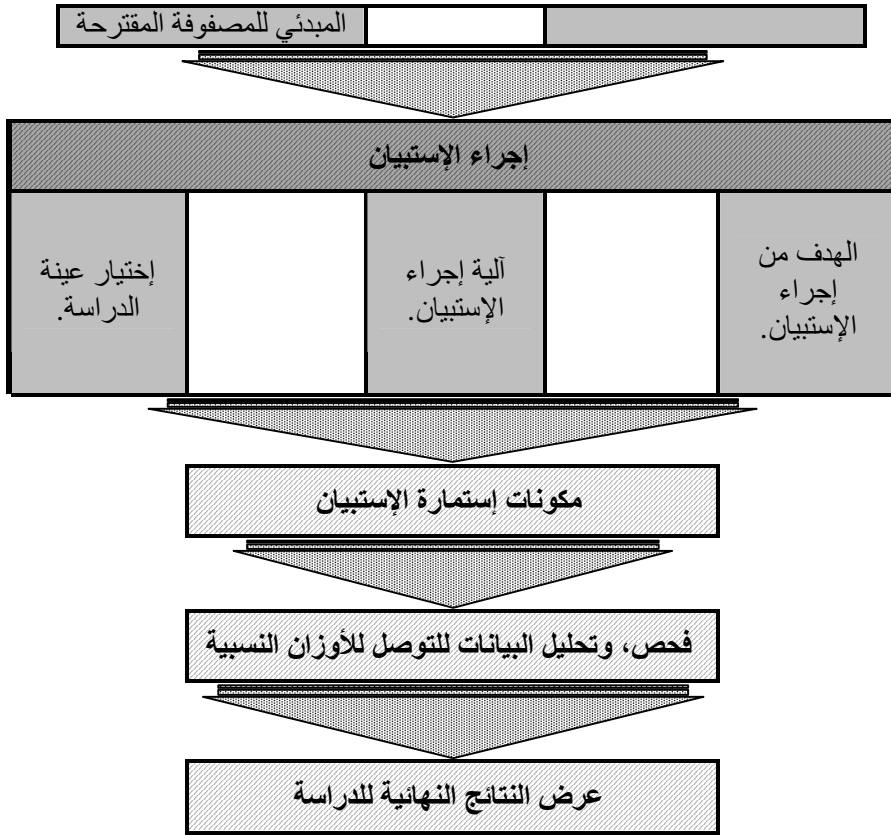 المبدئي للمصفوفة المقترحة
إجراء الإستبيان
الهدف من
إجراء
الإستبيان.
آلية إجراء
الإستبيان.
إختيار عينة
الدراسة.
مكونات إستمارة الإستبيان
فحص، وتحليل البيانات للتوصل للأوزان النسبية
عرض النتائج النهائية للدراسة